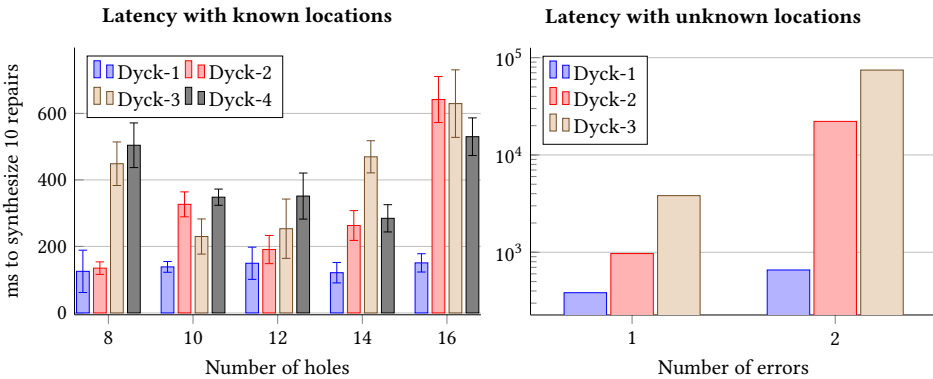 Latency with known locations
ms to synthesize 10 repairs
Dyck-1 Dyck-2
Dyck-3 Dyck-4
600
400
200
0
8 10 12 14 16
Number of holes
Latency with unknown locations
Dyck-1
Dyck-2
Dyck-3
10^5
10^4
10^3
1 2
Number of errors